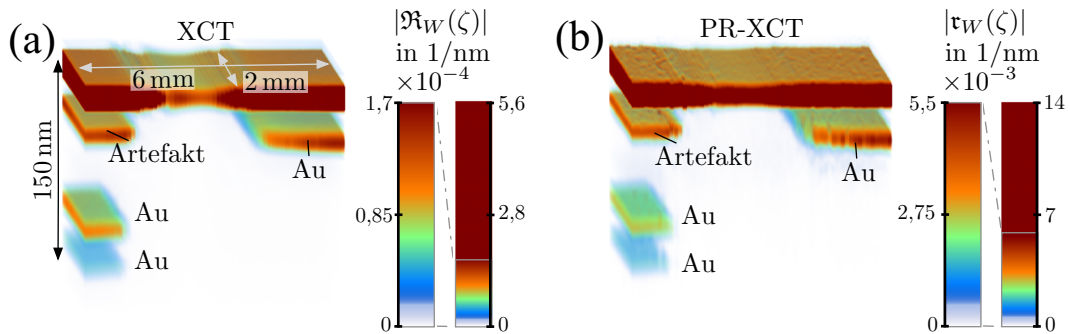 (a)
XCT
6 mm
2 mm
150 nm
Artefakt
Au
Au
Au
|ℜ_W(ζ)|
in 1/nm
×10⁻⁴
1,7
0,85
0
5,6
2,8
0
(b)
PR-XCT
Artefakt
Au
Au
Au
|𝔯_W(ζ)|
in 1/nm
×10⁻³
5,5
2,75
0
14
7
0